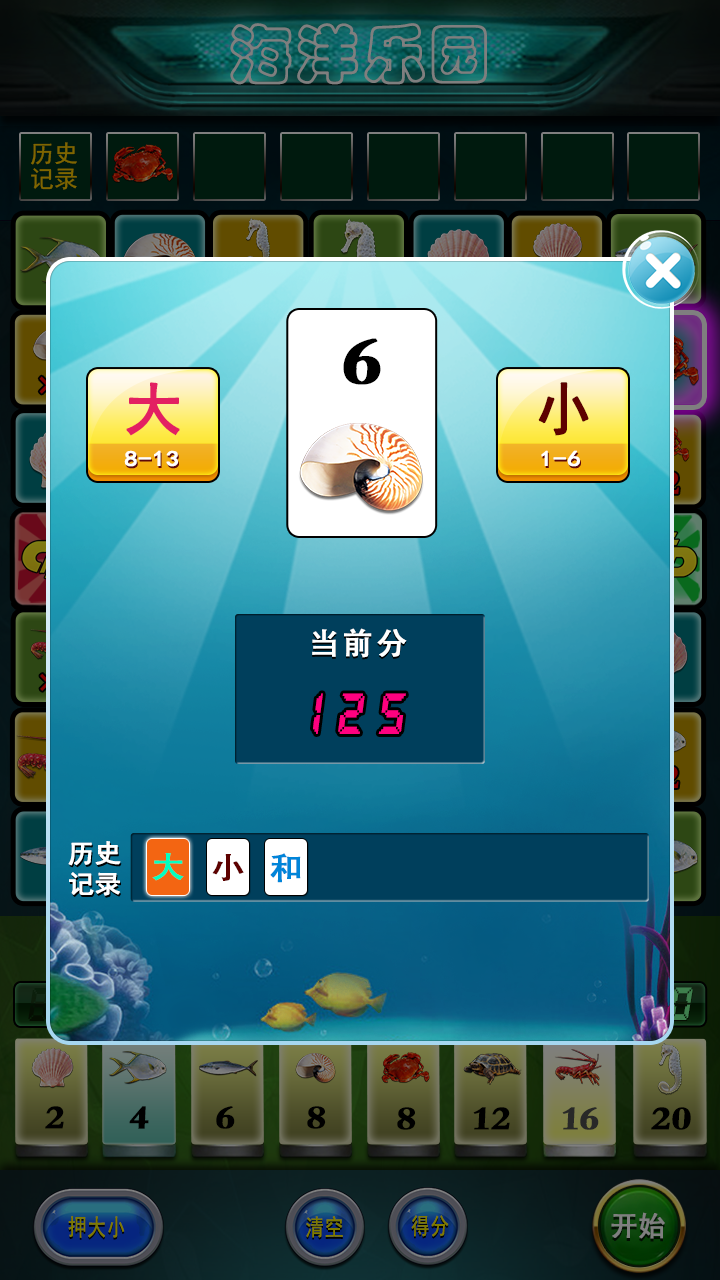 海洋乐园
历史
记录
6
大
8-13
小
1-6
当前分
125
历史
记录
大 小 和
2 4 6 8 8 12 16 20
押大小 清空 得分 开始